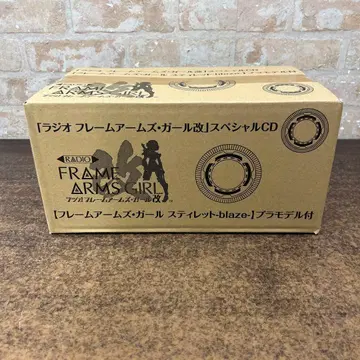 「ラジオ フレームアームズ・ガール改」スペシャルCD
RADIO
FRAME
ARMS GIRL
ラジオ フレームアームズ・ガール 改
【フレームアームズ・ガール スティレット-blaze-】プラモデル付